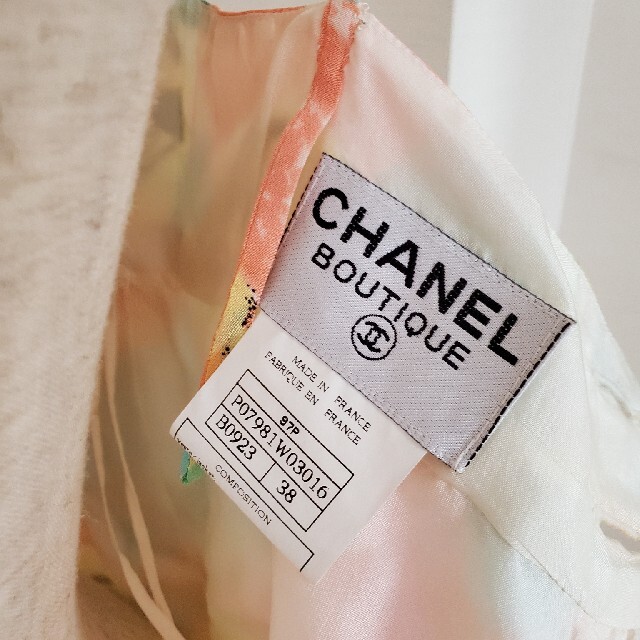 CHANEL
BOUTIQUE
MADE IN FRANCE
FABRIQUE EN FRANCE
97P
P07981W03016
B0923 38
COMPOSITION